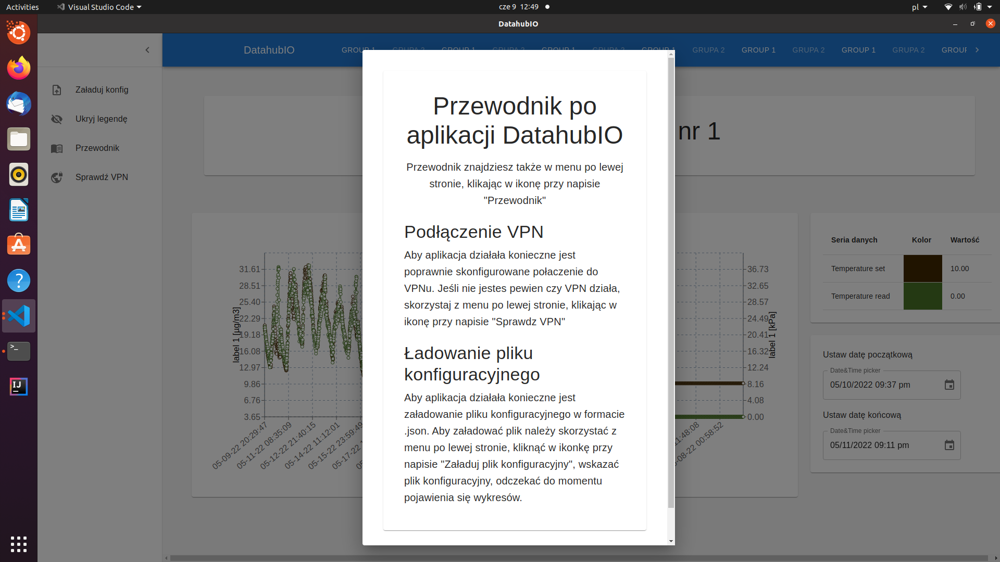 Activities
Visual Studio Code
cze 9 12:49
pl
DatahubIO
DatahubIO
GROUP 1 GRUPA 2 GROUP 1 GRUPA 2 GROUP 1 GRUPA 2 GROUP 1 GRUPA 2 GROUP 1 GRUPA 2 GROUP 1 GRUPA 2 GROUP
Załaduj konfig
Ukryj legendę
Przewodnik
Sprawdź VPN
nr 1
Przewodnik po
aplikacji DatahubIO
Przewodnik znajdziesz także w menu po lewej
stronie, klikając w ikonę przy napisie
"Przewodnik"
Podłączenie VPN
Aby aplikacja działała konieczne jest
poprawnie skonfigurowane połaczenie do
VPNu. Jeśli nie jestes pewien czy VPN działa,
skorzystaj z menu po lewej stronie, klikając w
ikonę przy napisie "Sprawdz VPN"
Ładowanie pliku
konfiguracyjnego
Aby aplikacja działała konieczne jest
załadowanie pliku konfiguracyjnego w formacie
.json. Aby załadować plik należy skorzystać z
menu po lewej stronie, kliknąć w ikonkę przy
napisie "Załaduj plik konfiguracyjny", wskazać
plik konfiguracyjny, odczekać do momentu
pojawienia się wykresów.
label 1 [µg/m3]
31.61
28.51
25.40
22.29
19.18
16.08
12.97
9.86
6.76
3.65
05-09-22 20:29:47
05-11-22 08:35:09
05-12-22 21:40:15
05-14-22 11:12:01
05-15-22 23:59:49
05-17-22
11:48:08
-08-22 00:58:52
36.73
32.65
28.57
24.49
20.41
16.32
12.24
8.16
4.08
0.00
label 1 [kPa]
Seria danych Kolor Wartość
Temperature set 10.00
Temperature read 0.00
Ustaw datę początkową
Date&Time picker
05/10/2022 09:37 pm
Ustaw datę końcową
Date&Time picker
05/11/2022 09:11 pm